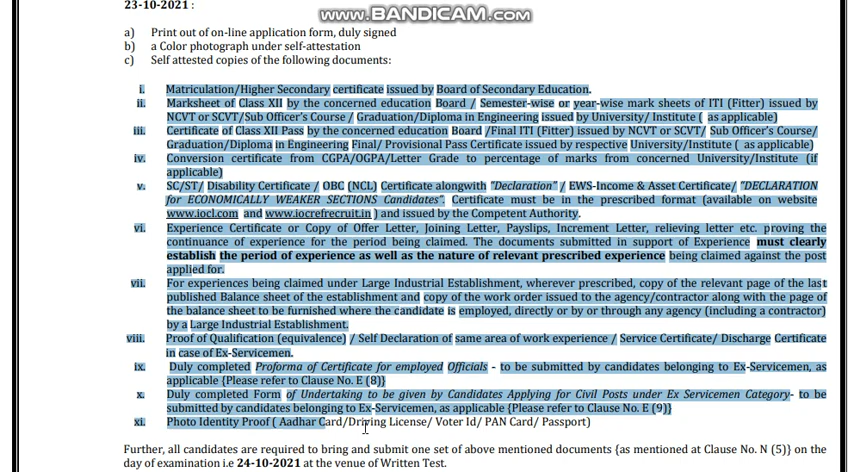 23-10-2021 :
www.BANDICAM.com
a) Print out of on-line application form, duly signed
b) a Color photograph under self-attestation
c) Self attested copies of the following documents:
i. Matriculation/Higher Secondary certificate issued by Board of Secondary Education.
ii. Marksheet of Class XII by the concerned education Board / Semester-wise or year-wise mark sheets of ITI (Fitter) issued by
NCVT or SCVT/Sub Officer's Course / Graduation/Diploma in Engineering issued by University/ Institute ( as applicable)
iii. Certificate of Class XII Pass by the concerned education Board /Final ITI (Fitter) issued by NCVT or SCVT/ Sub Officer's Course/
Graduation/Diploma in Engineering Final/ Provisional Pass Certificate issued by respective University/Institute ( as applicable)
iv. Conversion certificate from CGPA/OGPA/Letter Grade to percentage of marks from concerned University/Institute (if
applicable)
v. SC/ST/ Disability Certificate / OBC (NCL) Certificate alongwith "Declaration" / EWS-Income & Asset Certificate/ "DECLARATION
for ECONOMICALLY WEAKER SECTIONS Candidates". Certificate must be in the prescribed format (available on website
www.iocl.com and www.iocrefrecruit.in ) and issued by the Competent Authority.
vi. Experience Certificate or Copy of Offer Letter, Joining Letter, Payslips, Increment Letter, relieving letter etc. proving the
continuance of experience for the period being claimed. The documents submitted in support of Experience must clearly
establish the period of experience as well as the nature of relevant prescribed experience being claimed against the post
applied for.
vii. For experiences being claimed under Large Industrial Establishment, wherever prescribed, copy of the relevant page of the last
published Balance sheet of the establishment and copy of the work order issued to the agency/contractor along with the page of
the balance sheet to be furnished where the candidate is employed, directly or by or through any agency (including a contractor)
by a Large Industrial Establishment.
viii. Proof of Qualification (equivalence) / Self Declaration of same area of work experience / Service Certificate/ Discharge Certificate
in case of Ex-Servicemen.
ix. Duly completed Proforma of Certificate for employed Officials - to be submitted by candidates belonging to Ex-Servicemen, as
applicable {Please refer to Clause No. E (8)}
x. Duly completed Form of Undertaking to be given by Candidates Applying for Civil Posts under Ex Servicemen Category- to be
submitted by candidates belonging to Ex-Servicemen, as applicable {Please refer to Clause No. E (9)}
xi. Photo Identity Proof ( Aadhar Card/Driving License/ Voter Id/ PAN Card/ Passport)
Further, all candidates are required to bring and submit one set of above mentioned documents {as mentioned at Clause No. N (5)} on the
day of examination i.e 24-10-2021 at the venue of Written Test.